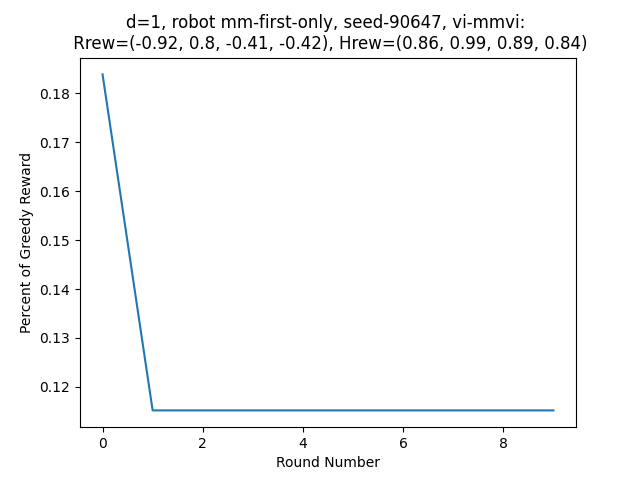 d=1, robot mm-first-only, seed-90647, vi-mmvi:
Rrew=(-0.92, 0.8, -0.41, -0.42), Hrew=(0.86, 0.99, 0.89, 0.84)
0.18
0.17
0.16
0.15
0.14
0.13
0.12
Percent of Greedy Reward
0 2 4 6 8
Round Number